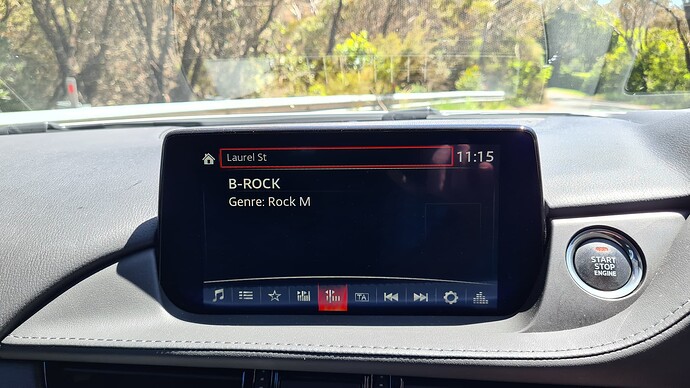 Laurel St
11:15
B-ROCK
Genre: Rock M
TA
START
STOP
ENGINE